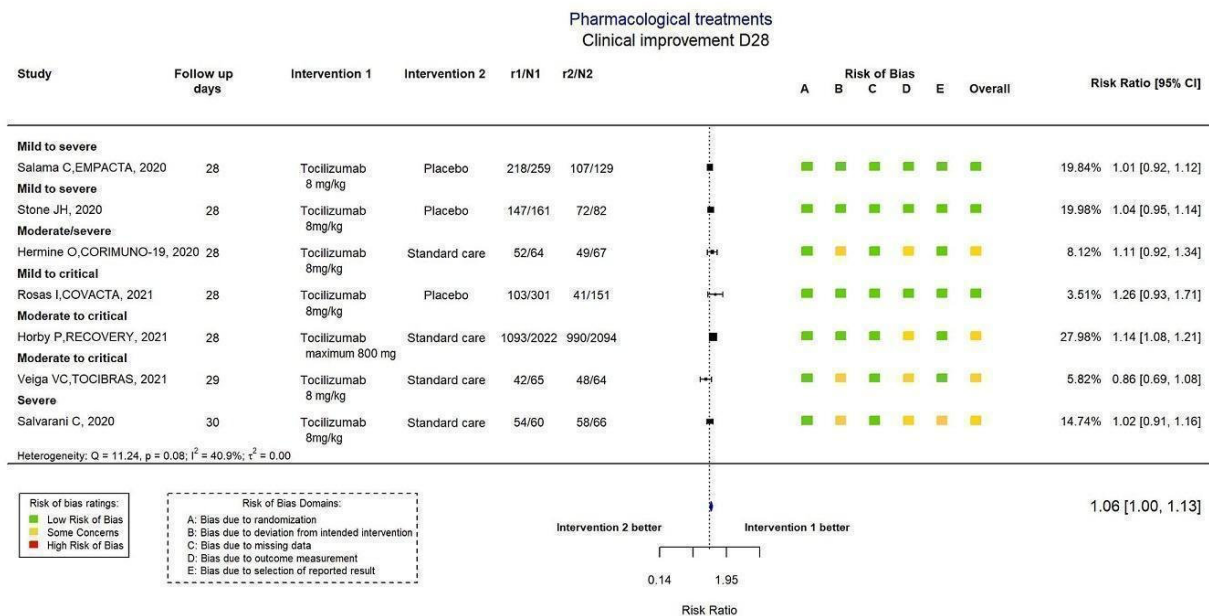 Pharmacological treatments
Clinical improvement D28
Study Follow up days Intervention 1 Intervention 2 r1/N1 r2/N2 Risk of Bias Risk Ratio [95% CI]
A B C D E Overall
Mild to severe
Salama C,EMPACTA, 2020 28 Tocilizumab 8 mg/kg Placebo 218/259 107/129 19.84% 1.01 [0.92, 1.12]
Mild to severe
Stone JH, 2020 28 Tocilizumab 8mg/kg Placebo 147/161 72/82 19.98% 1.04 [0.95, 1.14]
Moderate/severe
Hermine O,CORIMUNO-19, 2020 28 Tocilizumab 8mg/kg Standard care 52/64 49/67 8.12% 1.11 [0.92, 1.34]
Mild to critical
Rosas I,COVACTA, 2021 28 Tocilizumab 8mg/kg Placebo 103/301 41/151 3.51% 1.26 [0.93, 1.71]
Moderate to critical
Horby P,RECOVERY, 2021 28 Tocilizumab maximum 800 mg Standard care 1093/2022 990/2094 27.98% 1.14 [1.08, 1.21]
Moderate to critical
Veiga VC,TOCIBRAS, 2021 29 Tocilizumab 8 mg/kg Standard care 42/65 48/64 5.82% 0.86 [0.69, 1.08]
Severe
Salvarani C, 2020 30 Tocilizumab 8mg/kg Standard care 54/60 58/66 14.74% 1.02 [0.91, 1.16]
Heterogeneity: Q = 11.24, p = 0.08; I² = 40.9%; τ² = 0.00
1.06 [1.00, 1.13]
Risk of bias ratings:
Low Risk of Bias
Some Concerns
High Risk of Bias
Risk of Bias Domains:
A: Bias due to randomization
B: Bias due to deviation from intended intervention
C: Bias due to missing data
D: Bias due to outcome measurement
E: Bias due to selection of reported result
Intervention 2 better Intervention 1 better
0.14 1.95
Risk Ratio